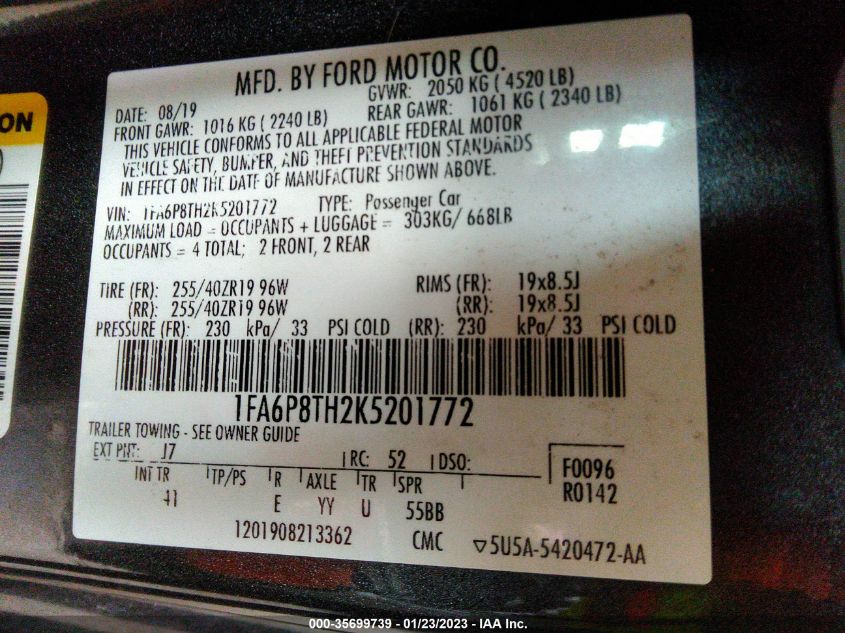 ON
MFD. BY FORD MOTOR CO.
DATE: 08/19 GVWR: 2050 KG ( 4520 LB)
FRONT GAWR: 1016 KG ( 2240 LB) REAR GAWR: 1061 KG ( 2340 LB)
THIS VEHICLE CONFORMS TO ALL APPLICABLE FEDERAL MOTOR
VEHICLE SAFETY, BUMPER, AND THEFT PREVENTION STANDARDS
IN EFFECT ON THE DATE OF MANUFACTURE SHOWN ABOVE.
VIN: 1FA6P8TH2K5201772 TYPE: Passenger Car
MAXIMUM LOAD = OCCUPANTS + LUGGAGE = 303KG/ 668LB
OCCUPANTS = 4 TOTAL; 2 FRONT, 2 REAR
TIRE (FR): 255/40ZR19 96W RIMS (FR): 19x8.5J
(RR): 255/40ZR19 96W (RR): 19x8.5J
PRESSURE (FR): 230 kPa/ 33 PSI COLD (RR): 230 kPa/ 33 PSI COLD
1FA6P8TH2K5201772
TRAILER TOWING - SEE OWNER GUIDE
EXT PNT: J7 RC: 52 DSO:
INT TR TP/PS R AXLE TR SPR
E YY U 55BB
F0096
R0142
1201908213362 CMC ▽5U5A-5420472-AA
000-35699739 - 01/23/2023 - IAA Inc.